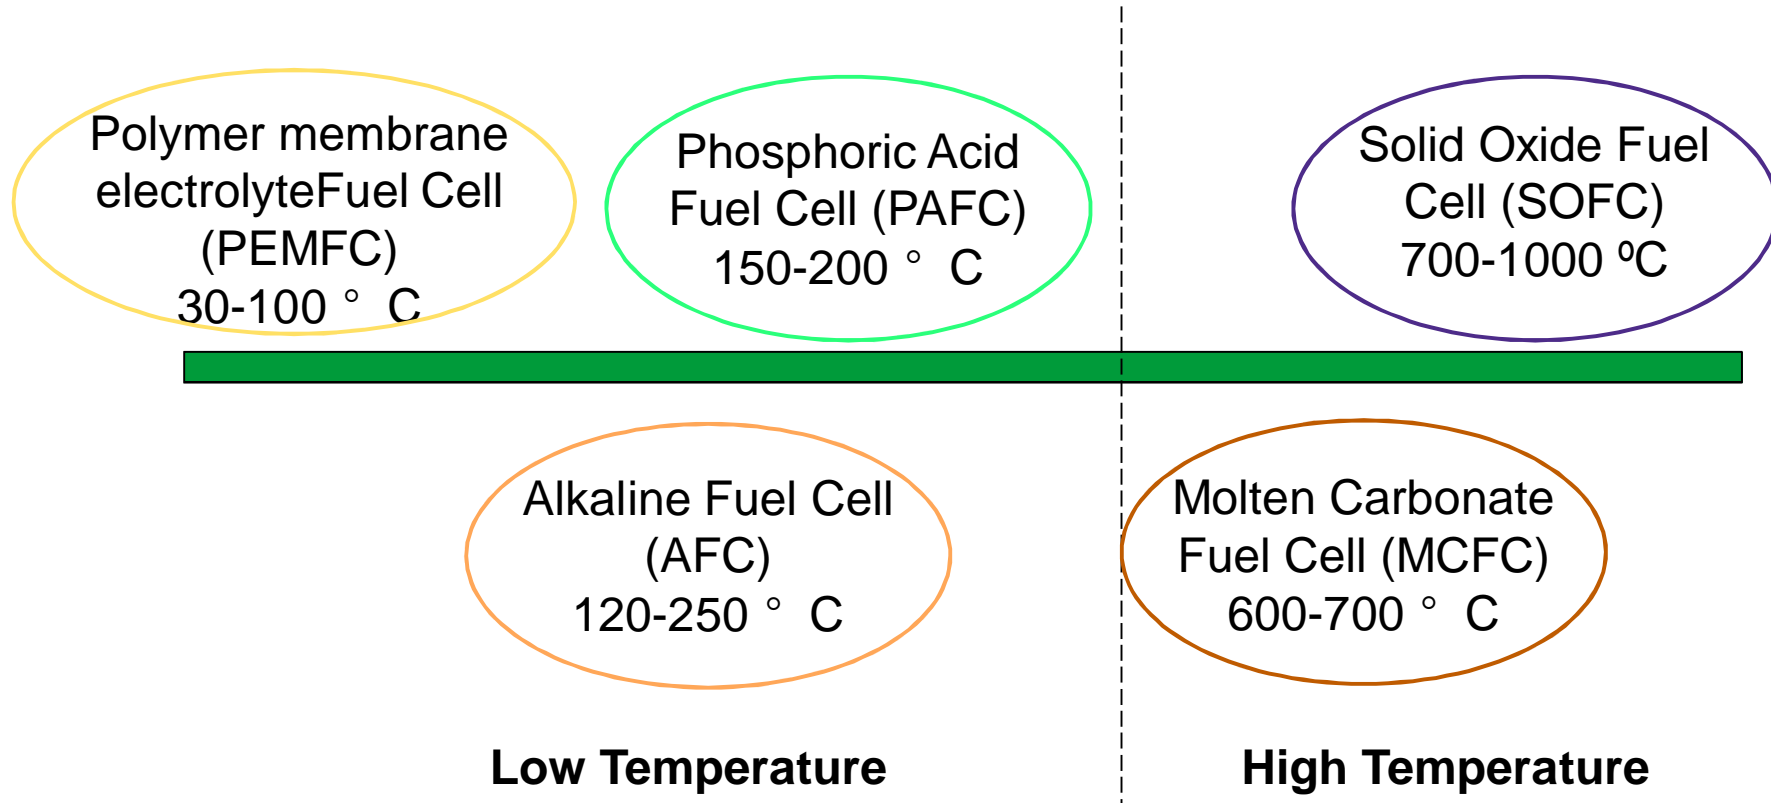 Polymer membrane
electrolyteFuel Cell
(PEMFC)
30-100 ° C
Phosphoric Acid
Fuel Cell (PAFC)
150-200 ° C
Solid Oxide Fuel
Cell (SOFC)
700-1000 ºC
Alkaline Fuel Cell
(AFC)
120-250 ° C
Molten Carbonate
Fuel Cell (MCFC)
600-700 ° C
Low Temperature
High Temperature